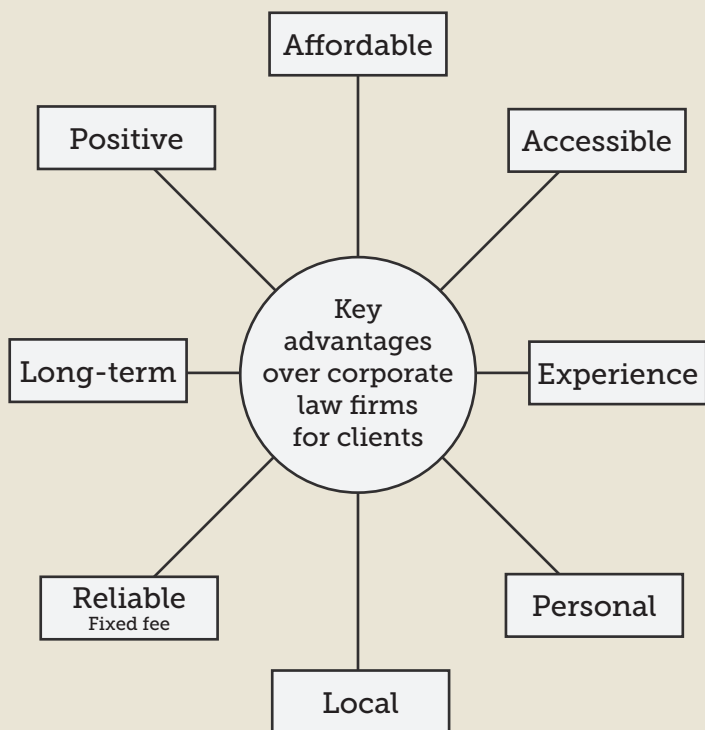 Affordable
Positive
Accessible
Key
advantages
over corporate
law firms
for clients
Long-term
Experience
Reliable
Fixed fee
Personal
Local